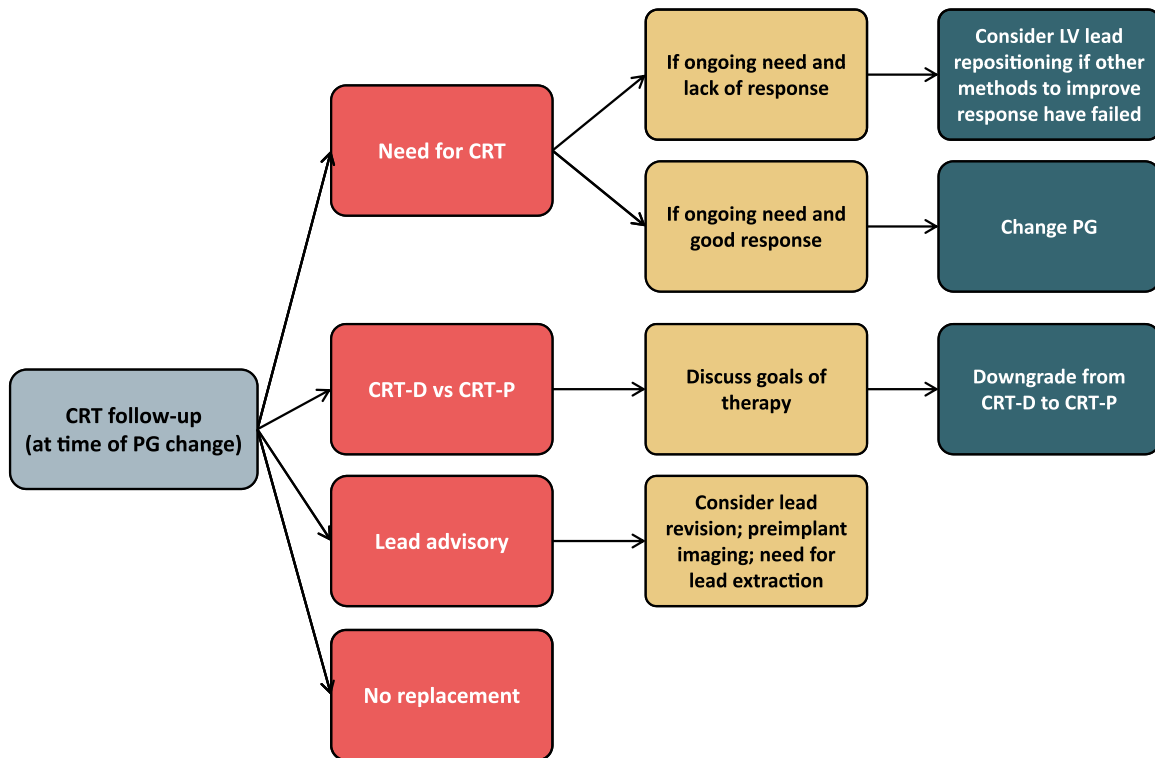 CRT follow-up
(at time of PG change)
Need for CRT
If ongoing need and
lack of response
Consider LV lead
repositioning if other
methods to improve
response have failed
If ongoing need and
good response
Change PG
CRT-D vs CRT-P
Discuss goals of
therapy
Downgrade from
CRT-D to CRT-P
Lead advisory
Consider lead
revision; preimplant
imaging; need for
lead extraction
No replacement